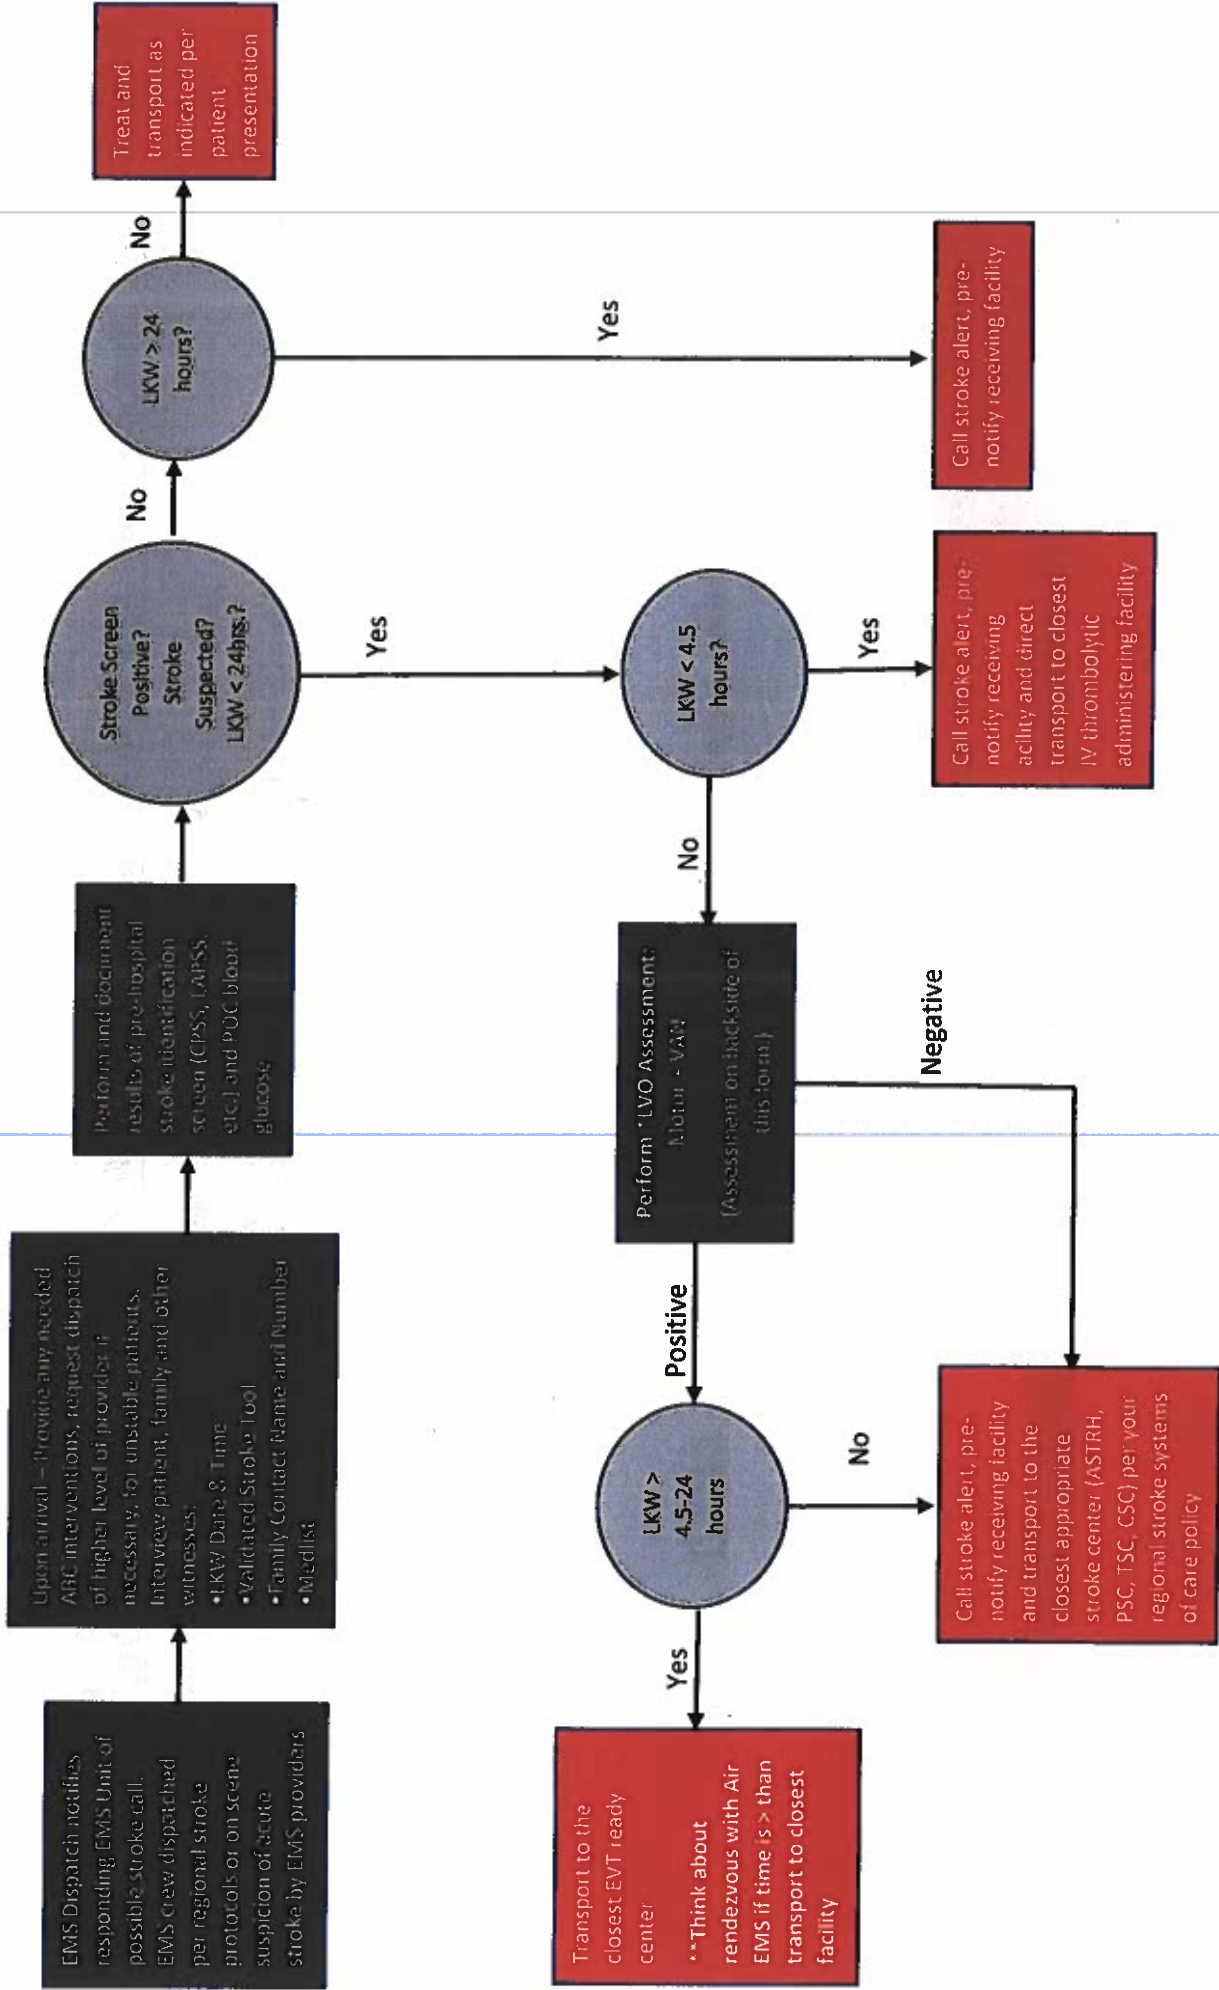 EMS Dispatch notifies
responding EMS Unit of
possible stroke call.
EMS crew dispatched
per regional stroke
protocols or on scene
suspicion of acute
stroke by EMS providers
Upon arrival – Provide any needed
ABC interventions, request dispatch
of higher level of provider if
necessary, for unstable patients.
Interview patient, family and other
witnesses:
•LKW Date & Time
•Validated Stroke Tool
•Family Contact Name and Number
•Medlist
Perform and document
results of pre-hospital
stroke identification
screen (CPSS, LAPSS,
etc.) and POC blood
glucose
Stroke Screen
Positive?
Stroke
Suspected?
LKW < 24hrs.?
No
LKW > 24
hours?
No
Treat and
transport as
indicated per
patient
presentation
Yes
Yes
LKW < 4.5
hours?
Yes
Call stroke alert, pre-
notify receiving
acility and direct
transport to closest
IV thrombolytic
administering facility
Call stroke alert, pre-
notify receiving facility
No
Perform *LVO Assessment:
Motor + VAN
(Assessment on backside of
this form.)
Negative
Positive
LKW >
4.5-24
hours
No
Yes
Transport to the
closest EVT ready
center
**Think about
rendezvous with Air
EMS if time is > than
transport to closest
facility
Call stroke alert, pre-
notify receiving facility
and transport to the
closest appropriate
stroke center (ASTRH,
PSC, TSC, CSC) per your
regional stroke systems
of care policy